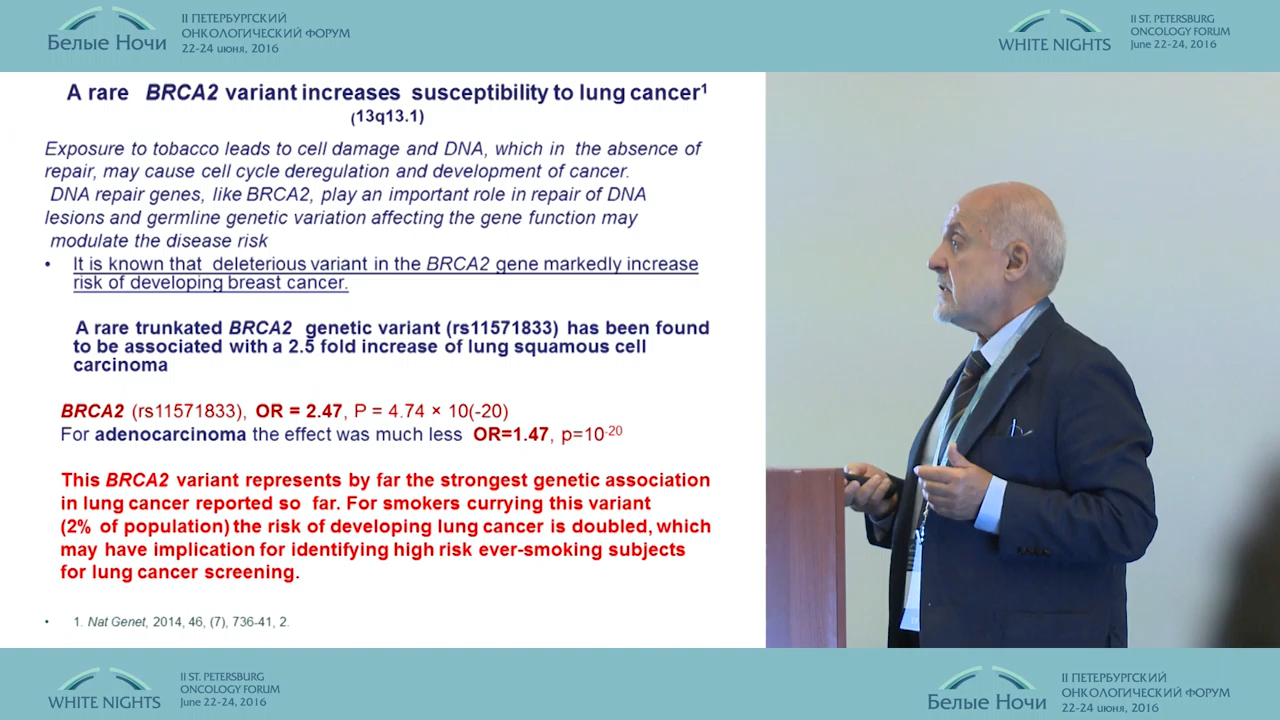 II ПЕТЕРБУРГСКИЙ
ОНКОЛОГИЧЕСКИЙ ФОРУМ
Белые Ночи
22-24 июня, 2016
II ST. PETERSBURG
ONCOLOGY FORUM
WHITE NIGHTS
June 22-24, 2016
A rare BRCA2 variant increases susceptibility to lung cancer1
(13q13.1)
Exposure to tobacco leads to cell damage and DNA, which in the absence of
repair, may cause cell cycle deregulation and development of cancer.
DNA repair genes, like BRCA2, play an important role in repair of DNA
lesions and germline genetic variation affecting the gene function may
modulate the disease risk
• It is known that deleterious variant in the BRCA2 gene markedly increase
risk of developing breast cancer.
A rare trunkated BRCA2 genetic variant (rs11571833) has been found
to be associated with a 2.5 fold increase of lung squamous cell
carcinoma
BRCA2 (rs11571833), OR = 2.47, P = 4.74 × 10(-20)
For adenocarcinoma the effect was much less OR=1.47, p=10-20
This BRCA2 variant represents by far the strongest genetic association
in lung cancer reported so far. For smokers currying this variant
(2% of population) the risk of developing lung cancer is doubled, which
may have implication for identifying high risk ever-smoking subjects
for lung cancer screening.
• 1. Nat Genet, 2014, 46, (7), 736-41, 2.
II ST. PETERSBURG
ONCOLOGY FORUM
WHITE NIGHTS
June 22-24, 2016
II ПЕТЕРБУРГСКИЙ
ОНКОЛОГИЧЕСКИЙ ФОРУМ
Белые Ночи
22-24 июня, 2016